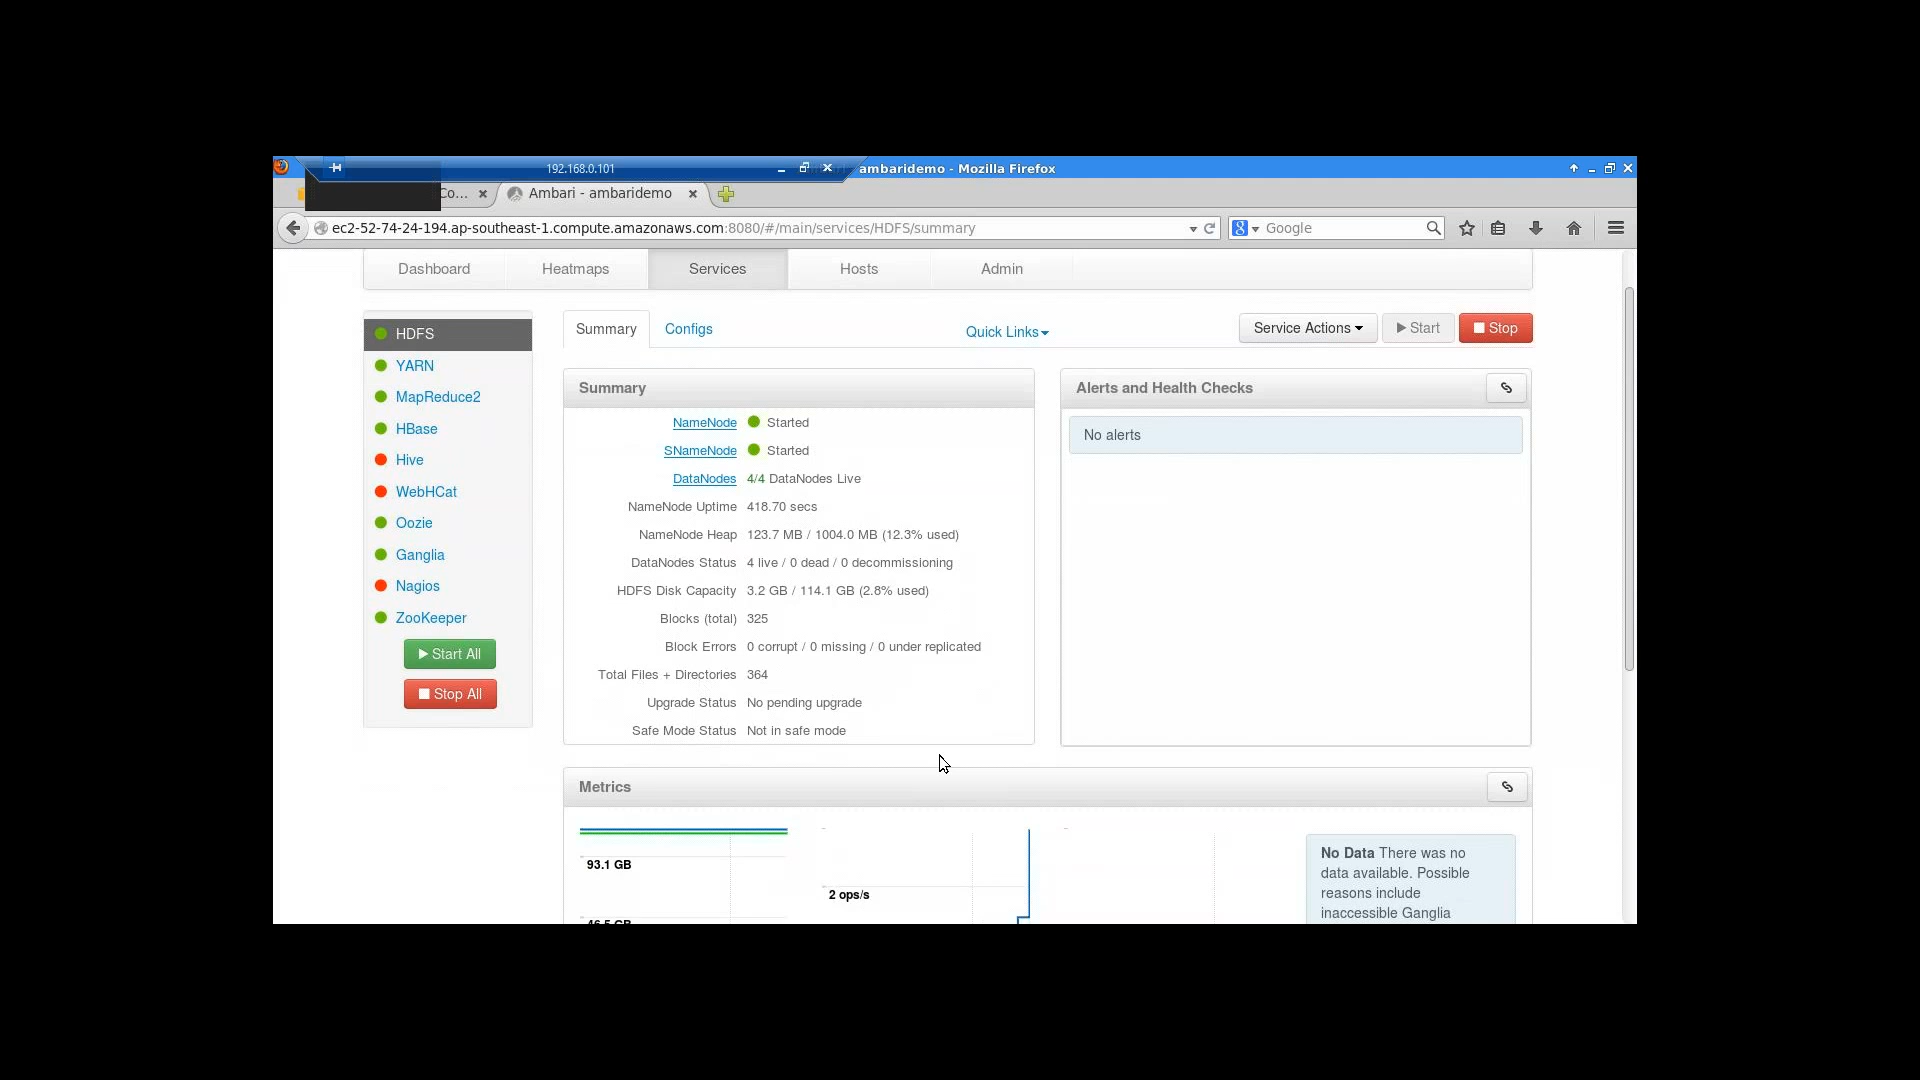 192.168.0.101
ambaridemo - Mozilla Firefox
Co...
Ambari - ambaridemo
ec2-52-74-24-194.ap-southeast-1.compute.amazonaws.com:8080/#/main/services/HDFS/summary
Google
Dashboard
Heatmaps
Services
Hosts
Admin
HDFS
YARN
MapReduce2
HBase
Hive
WebHCat
Oozie
Ganglia
Nagios
ZooKeeper
Start All
Stop All
Summary
Configs
Quick Links
Service Actions
Start
Stop
Summary
NameNode Started
SNameNode Started
DataNodes 4/4 DataNodes Live
NameNode Uptime 418.70 secs
NameNode Heap 123.7 MB / 1004.0 MB (12.3% used)
DataNodes Status 4 live / 0 dead / 0 decommissioning
HDFS Disk Capacity 3.2 GB / 114.1 GB (2.8% used)
Blocks (total) 325
Block Errors 0 corrupt / 0 missing / 0 under replicated
Total Files + Directories 364
Upgrade Status No pending upgrade
Safe Mode Status Not in safe mode
Alerts and Health Checks
No alerts
Metrics
93.1 GB
46.5 GB
2 ops/s
No Data There was no
data available. Possible
reasons include
inaccessible Ganglia